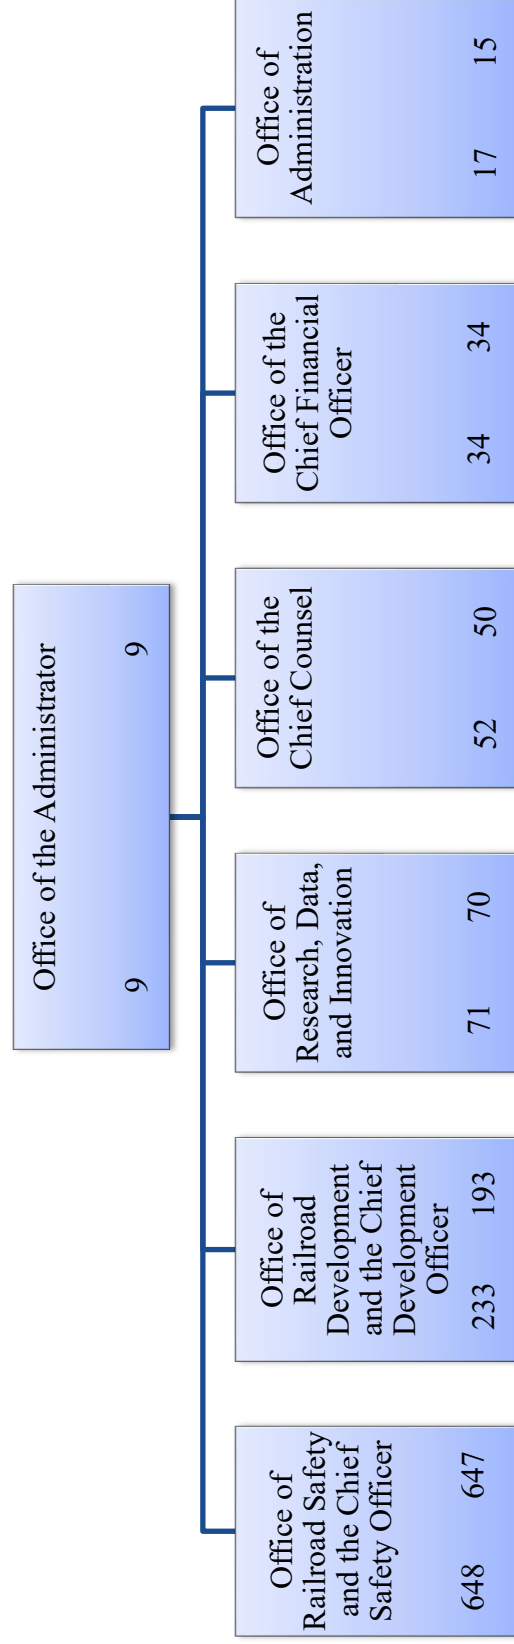 Office of the Administrator
9 9
Office of
Railroad Safety
and the Chief
Safety Officer
648 647
Office of
Railroad
Development
and the Chief
Development
Officer
233 193
Office of
Research, Data,
and Innovation
71 70
Office of the
Chief Counsel
52 50
Office of the
Chief Financial
Officer
34 34
Office of
Administration
17 15